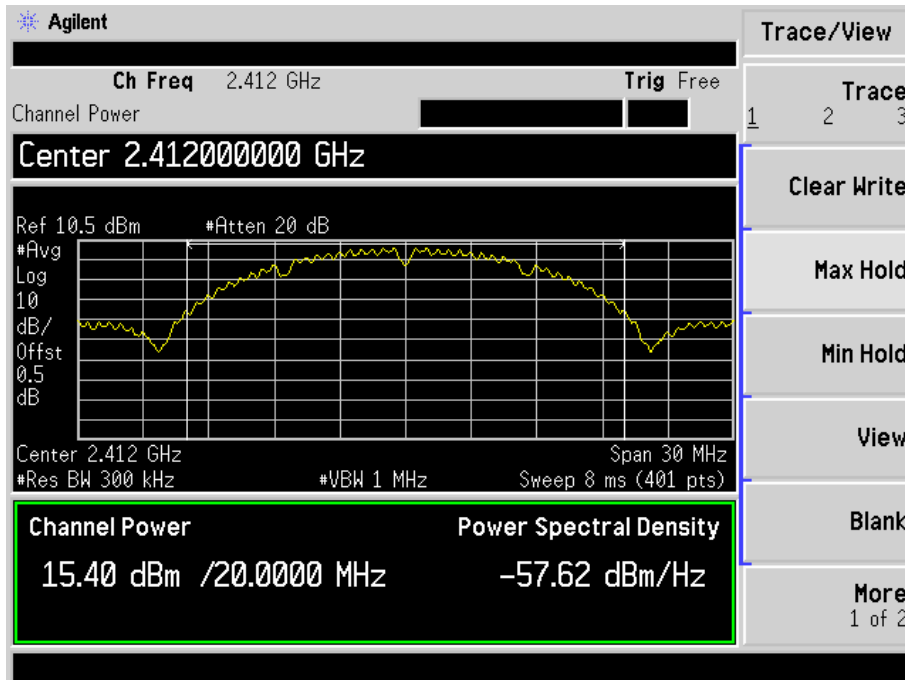 Agilent
Ch Freq 2.412 GHz Trig Free
Channel Power
Center 2.412000000 GHz
Ref 10.5 dBm #Atten 20 dB
#Avg
Log
10
dB/
Offst
0.5
dB
Center 2.412 GHz Span 30 MHz
#Res BW 300 kHz #VBW 1 MHz Sweep 8 ms (401 pts)
Channel Power Power Spectral Density
15.40 dBm /20.0000 MHz -57.62 dBm/Hz
Trace/View
Trace
1 2 3
Clear Write
Max Hold
Min Hold
View
Blank
More
1 of 2